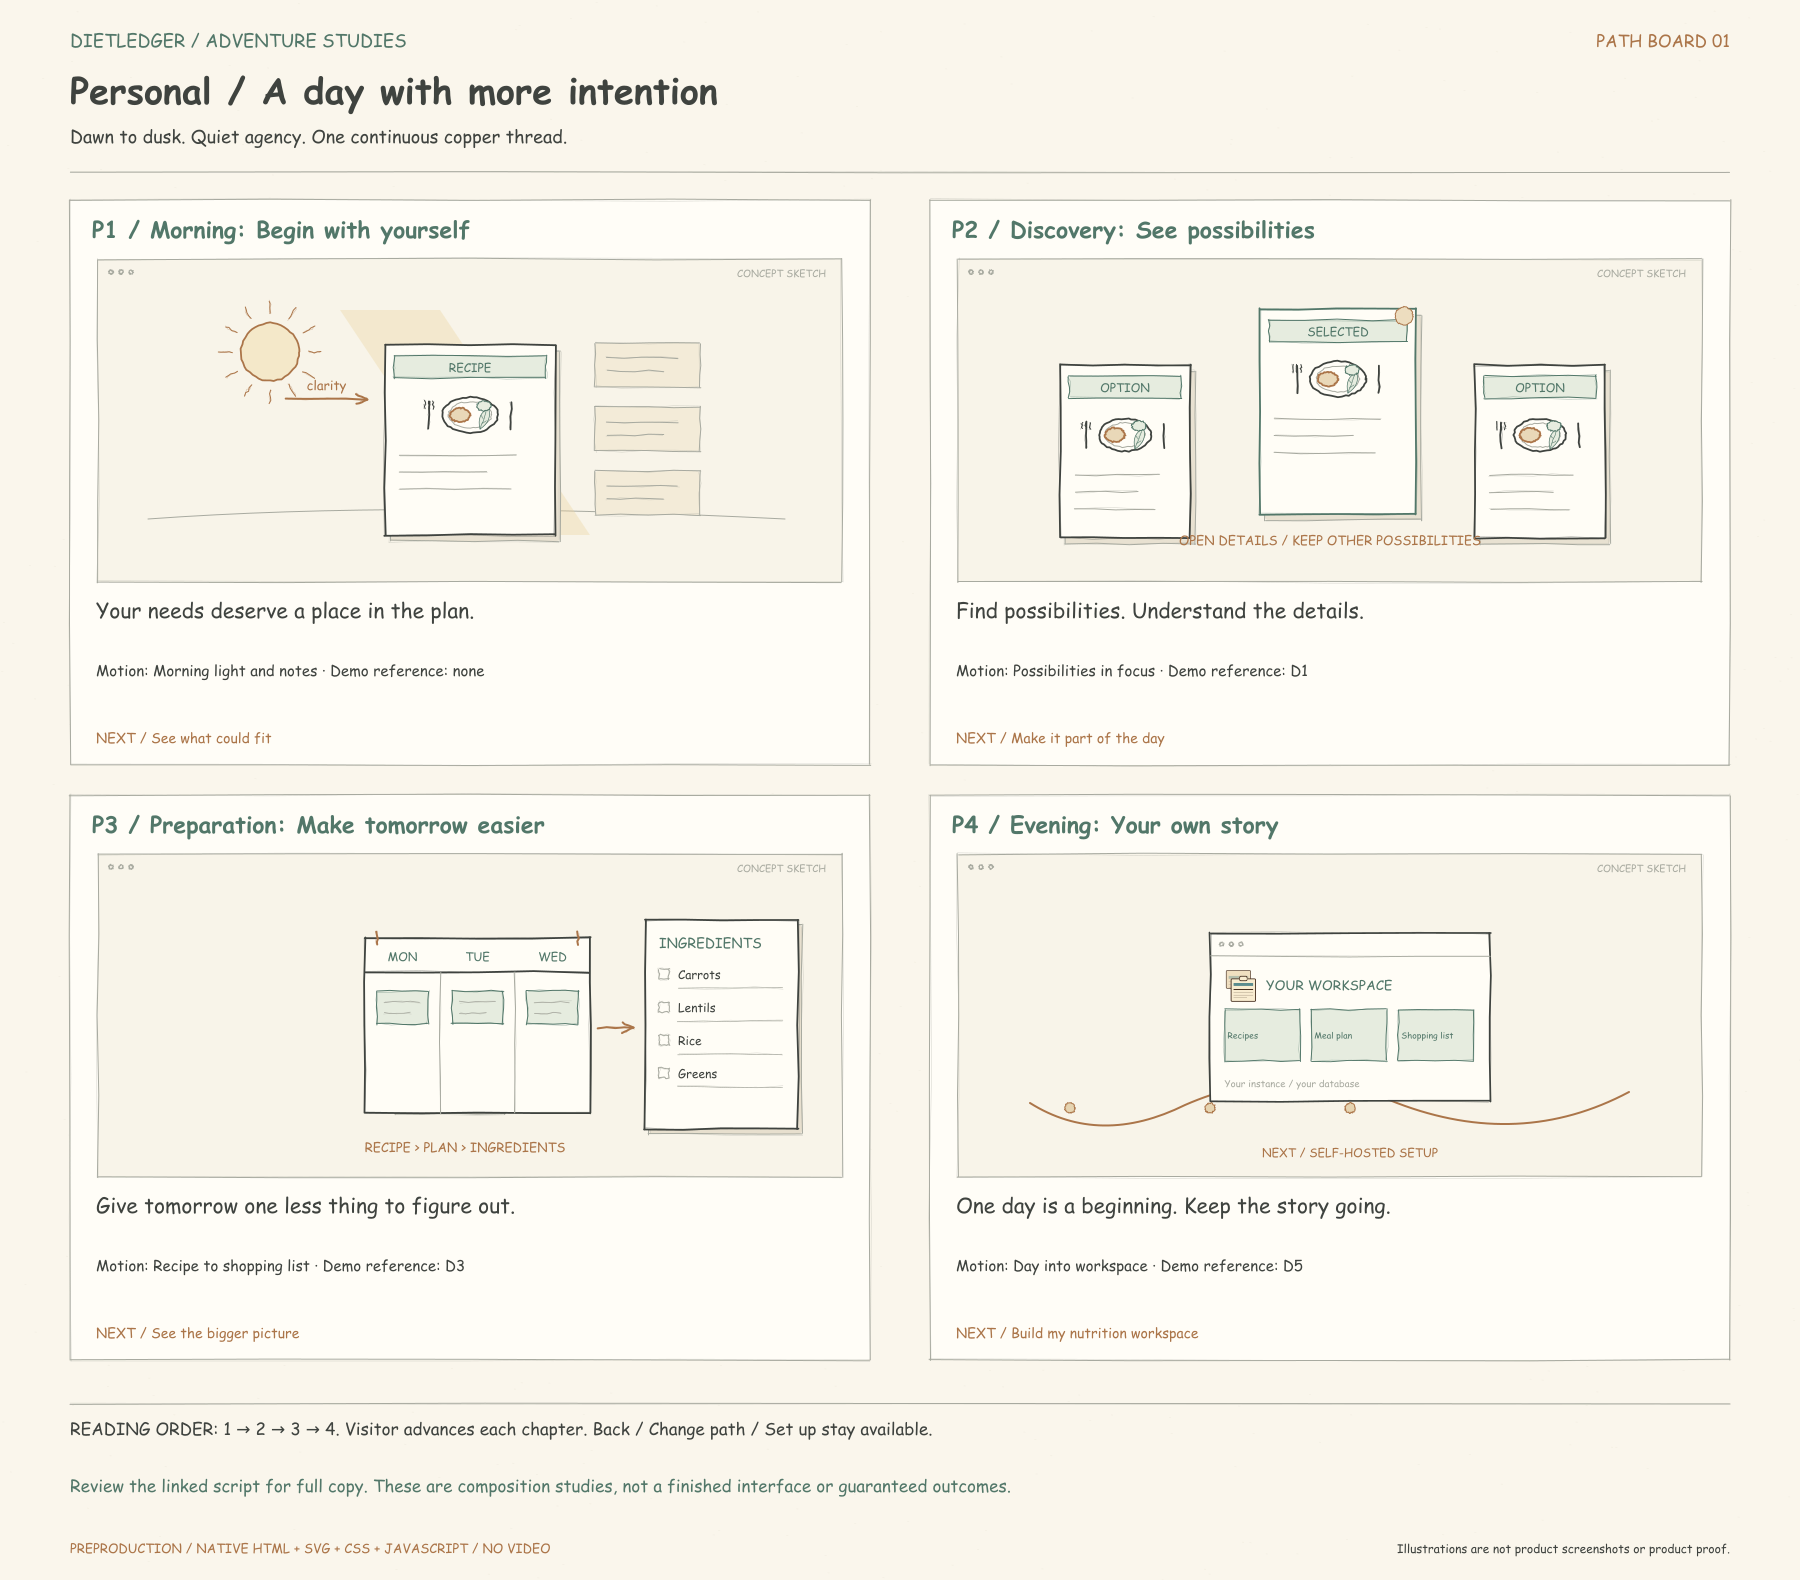 DIETLEDGER / ADVENTURE STUDIES
PATH BOARD 01
Personal / A day with more intention
Dawn to dusk. Quiet agency. One continuous copper thread.
P1 / Morning: Begin with yourself
CONCEPT SKETCH
clarity
RECIPE
Your needs deserve a place in the plan.
Motion: Morning light and notes · Demo reference: none
NEXT / See what could fit
P2 / Discovery: See possibilities
CONCEPT SKETCH
OPTION
SELECTED
OPTION
OPEN DETAILS / KEEP OTHER POSSIBILITIES
Find possibilities. Understand the details.
Motion: Possibilities in focus · Demo reference: D1
NEXT / Make it part of the day
P3 / Preparation: Make tomorrow easier
CONCEPT SKETCH
MON TUE WED
INGREDIENTS
Carrots
Lentils
Rice
Greens
RECIPE > PLAN > INGREDIENTS
Give tomorrow one less thing to figure out.
Motion: Recipe to shopping list · Demo reference: D3
NEXT / See the bigger picture
P4 / Evening: Your own story
CONCEPT SKETCH
YOUR WORKSPACE
Recipes
Meal plan
Shopping list
Your instance / your database
NEXT / SELF-HOSTED SETUP
One day is a beginning. Keep the story going.
Motion: Day into workspace · Demo reference: D5
NEXT / Build my nutrition workspace
READING ORDER: 1 → 2 → 3 → 4. Visitor advances each chapter. Back / Change path / Set up stay available.
Review the linked script for full copy. These are composition studies, not a finished interface or guaranteed outcomes.
PREPRODUCTION / NATIVE HTML + SVG + CSS + JAVASCRIPT / NO VIDEO
Illustrations are not product screenshots or product proof.